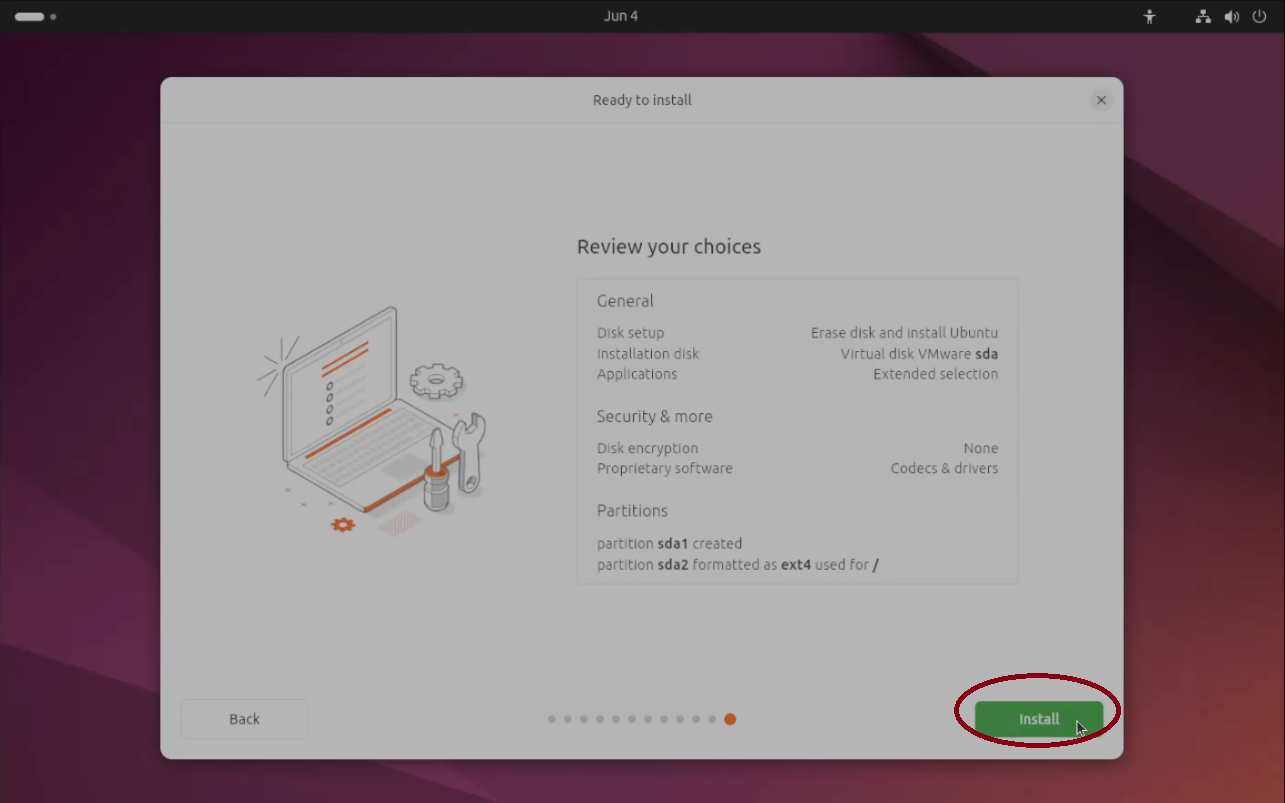 Jun 4
Ready to install
Review your choices
General
Disk setup Erase disk and install Ubuntu
Installation disk Virtual disk VMware sda
Applications Extended selection
Security & more
Disk encryption None
Proprietary software Codecs & drivers
Partitions
partition sda1 created
partition sda2 formatted as ext4 used for /
Back Install